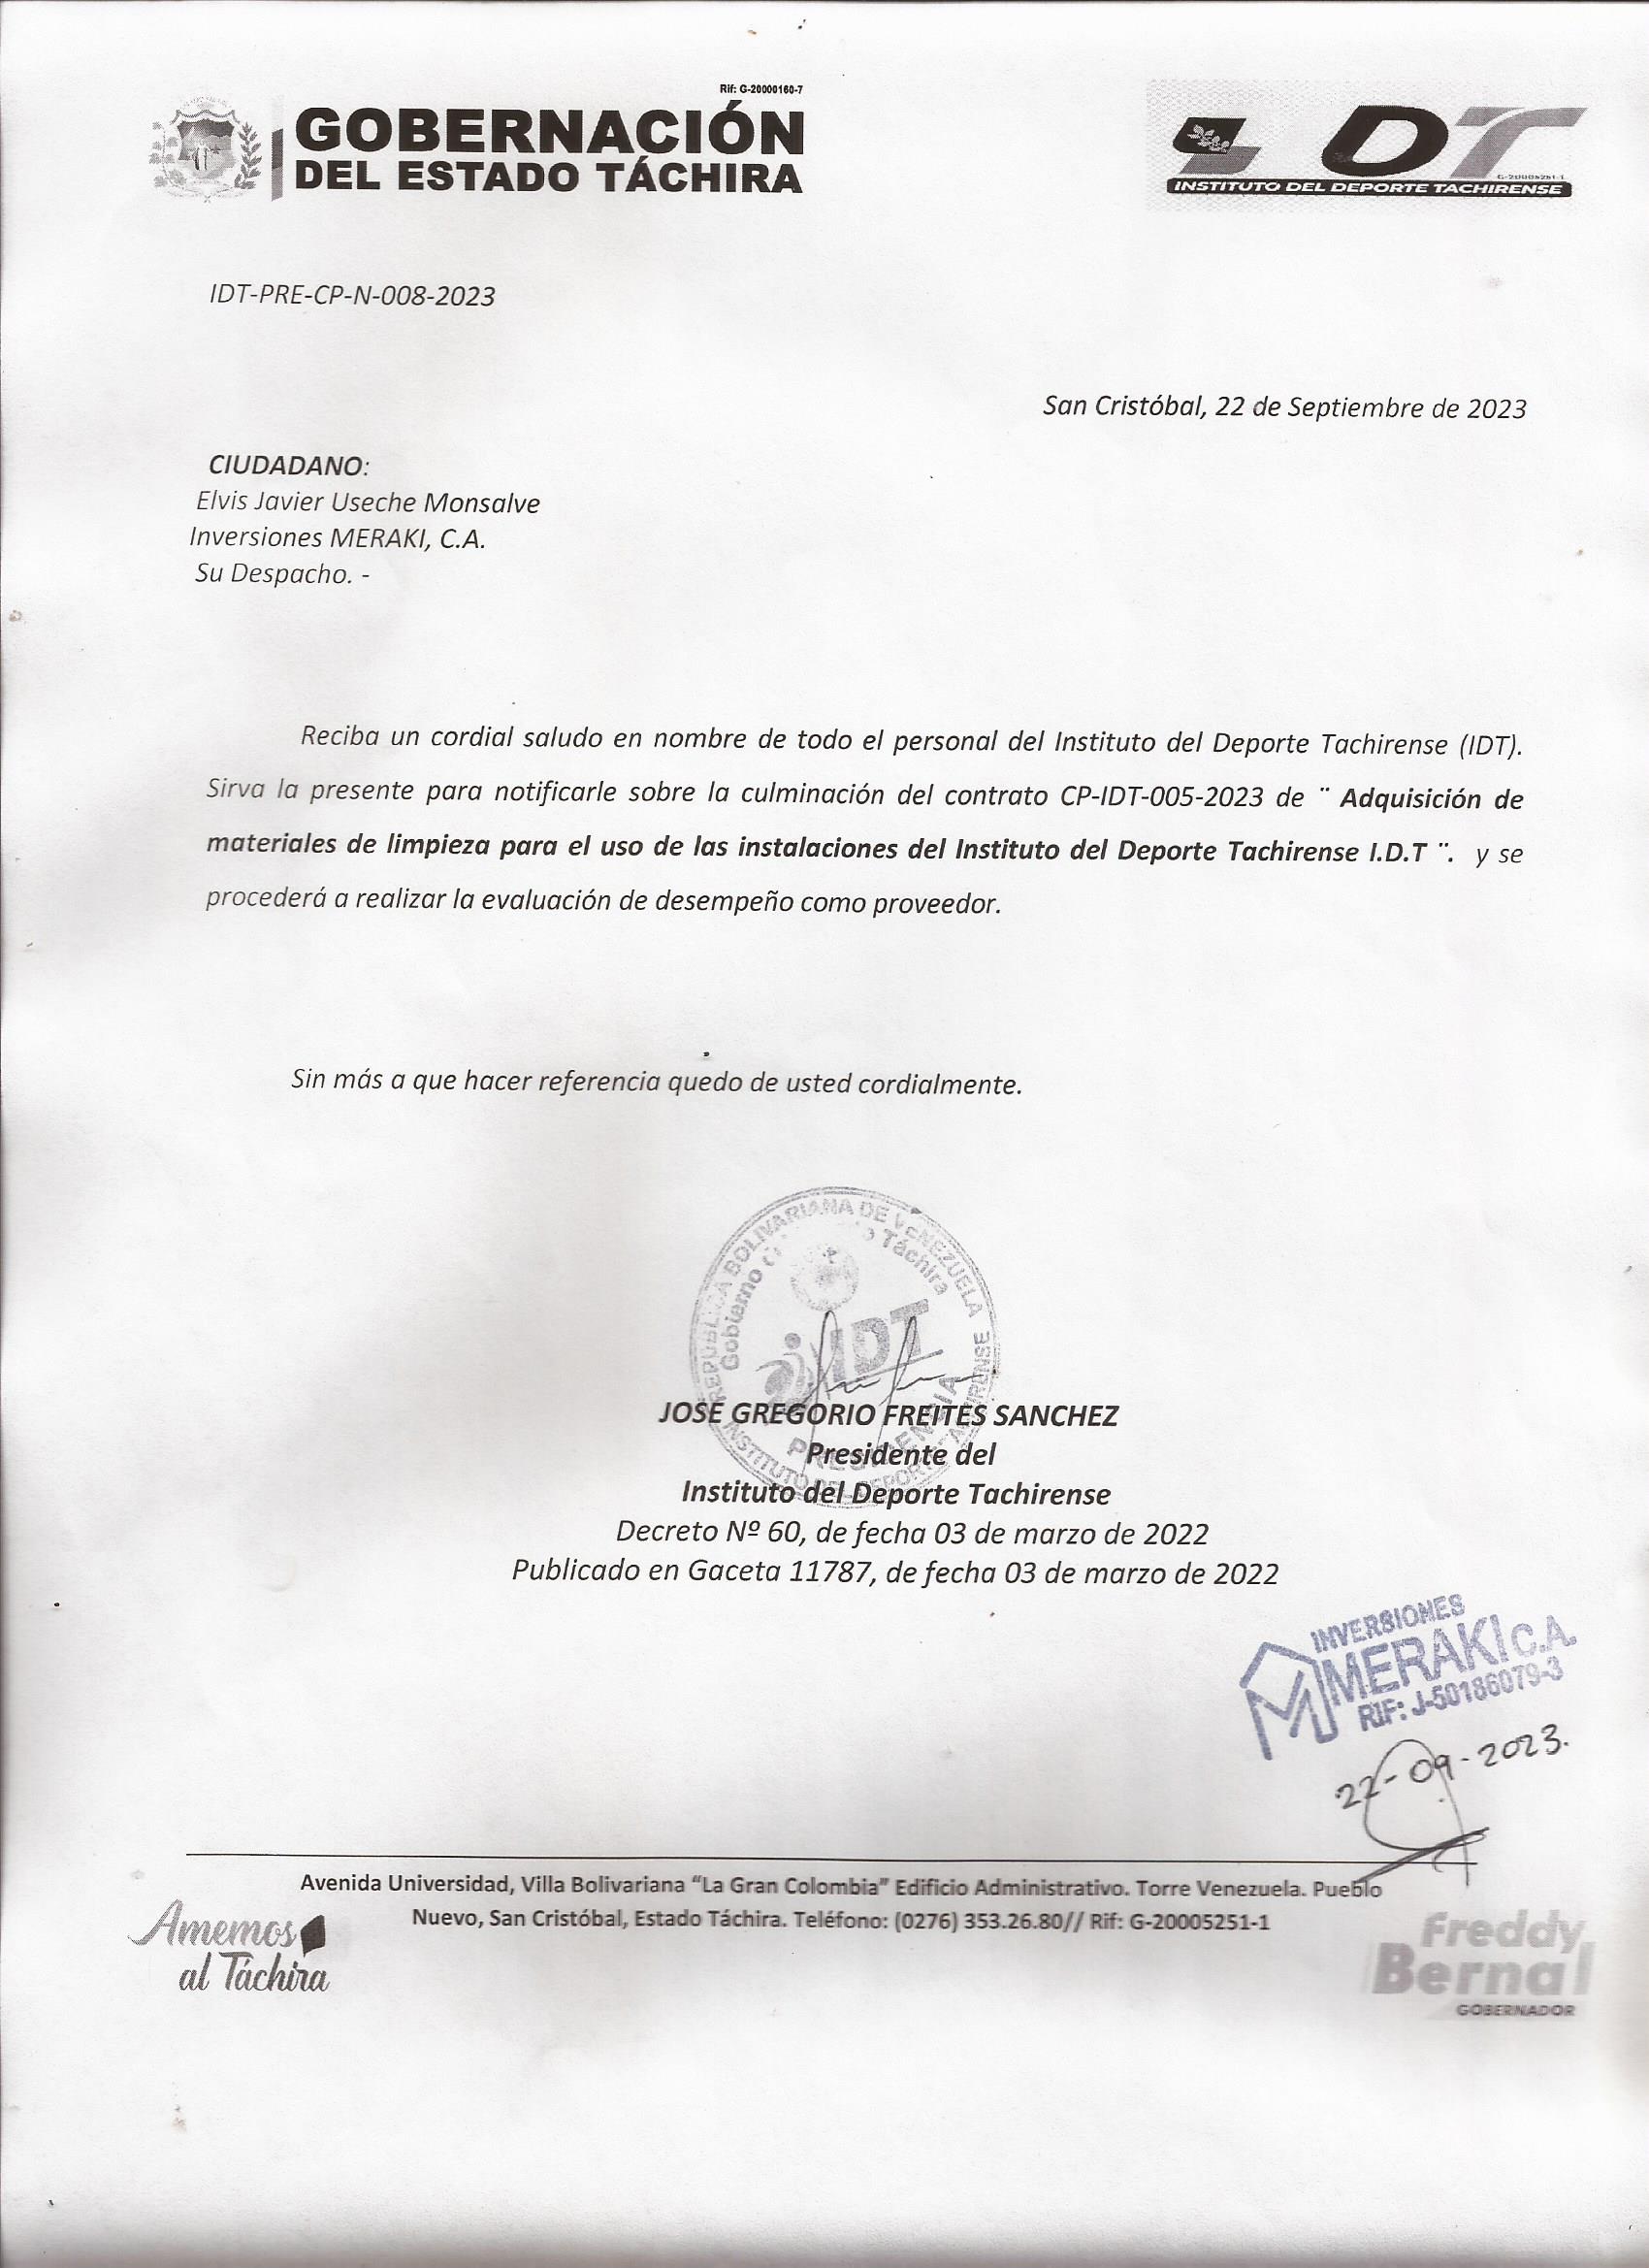 Rif: G-20000160-7
GOBERNACIÓN
DEL ESTADO TÁCHIRA
IDT
G-20005251-1
INSTITUTO DEL DEPORTE TACHIRENSE
IDT-PRE-CP-N-008-2023
San Cristóbal, 22 de Septiembre de 2023
CIUDADANO:
Elvis Javier Useche Monsalve
Inversiones MERAKI, C.A.
Su Despacho. -
Reciba un cordial saludo en nombre de todo el personal del Instituto del Deporte Tachirense (IDT).
Sirva la presente para notificarle sobre la culminación del contrato CP-IDT-005-2023 de ¨ Adquisición de
materiales de limpieza para el uso de las instalaciones del Instituto del Deporte Tachirense I.D.T ¨. y se
procederá a realizar la evaluación de desempeño como proveedor.
Sin más a que hacer referencia quedo de usted cordialmente.
REPÚBLICA BOLIVARIANA DE VENEZUELA
Gobierno Táchira
IDT
PRESIDENCIA
INSTITUTO DEL DEPORTE TACHIRENSE
JOSE GREGORIO FREITES SANCHEZ
Presidente del
Instituto del Deporte Tachirense
Decreto Nº 60, de fecha 03 de marzo de 2022
Publicado en Gaceta 11787, de fecha 03 de marzo de 2022
INVERSIONES
MERAKI C.A.
RIF: J-50186079-3
22-09-2023.
Avenida Universidad, Villa Bolivariana “La Gran Colombia” Edificio Administrativo. Torre Venezuela. Pueblo
Nuevo, San Cristóbal, Estado Táchira. Teléfono: (0276) 353.26.80// Rif: G-20005251-1
Amemos
al Táchira
Freddy
Bernal
GOBERNADOR